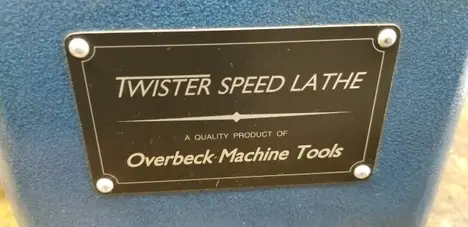 TWISTER SPEED LATHE
A QUALITY PRODUCT OF
Overbeck Machine Tools